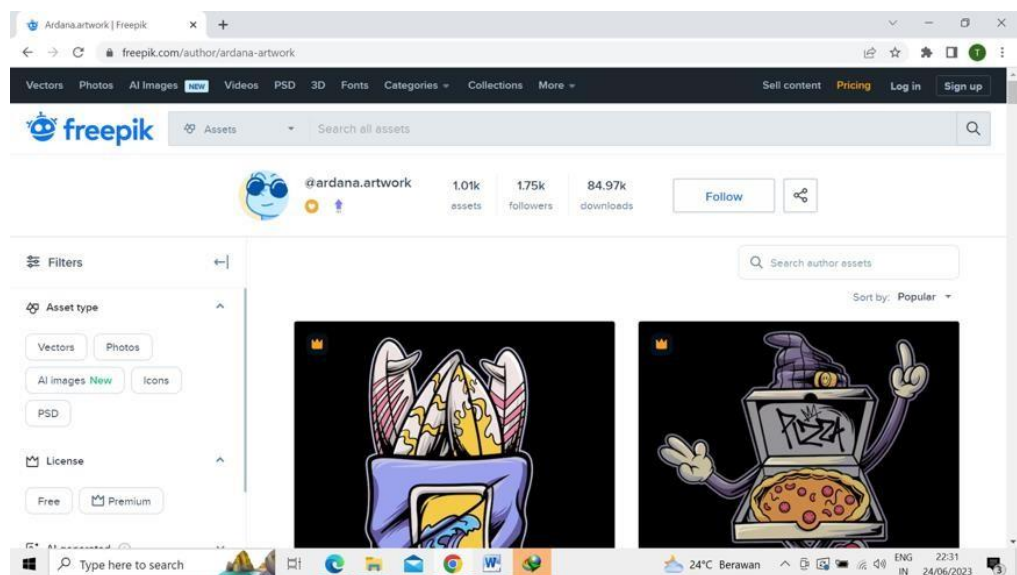 Ardana.artwork | Freepik
freepik.com/author/ardana-artwork
T
Vectors Photos AI Images NEW Videos PSD 3D Fonts Categories Collections More Sell content Pricing Log in Sign up
freepik Assets Search all assets
@ardana.artwork 1.01k 1.75k 84.97k
assets followers downloads Follow
Filters
Search author assets
Sort by: Popular
Asset type
Vectors Photos
AI images New Icons
PSD
PIZZA
License
Free Premium
AI generated
Type here to search
W
24°C Berawan
ENG 22:31
IN 24/06/2023 3